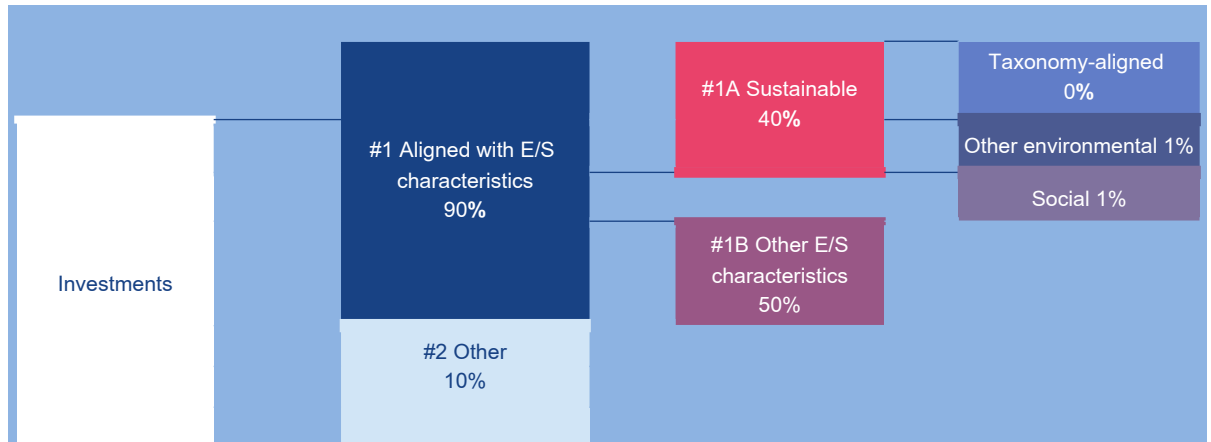 Investments
#1 Aligned with E/S
characteristics
90%
#2 Other
10%
#1A Sustainable
40%
#1B Other E/S
characteristics
50%
Taxonomy-aligned
0%
Other environmental 1%
Social 1%